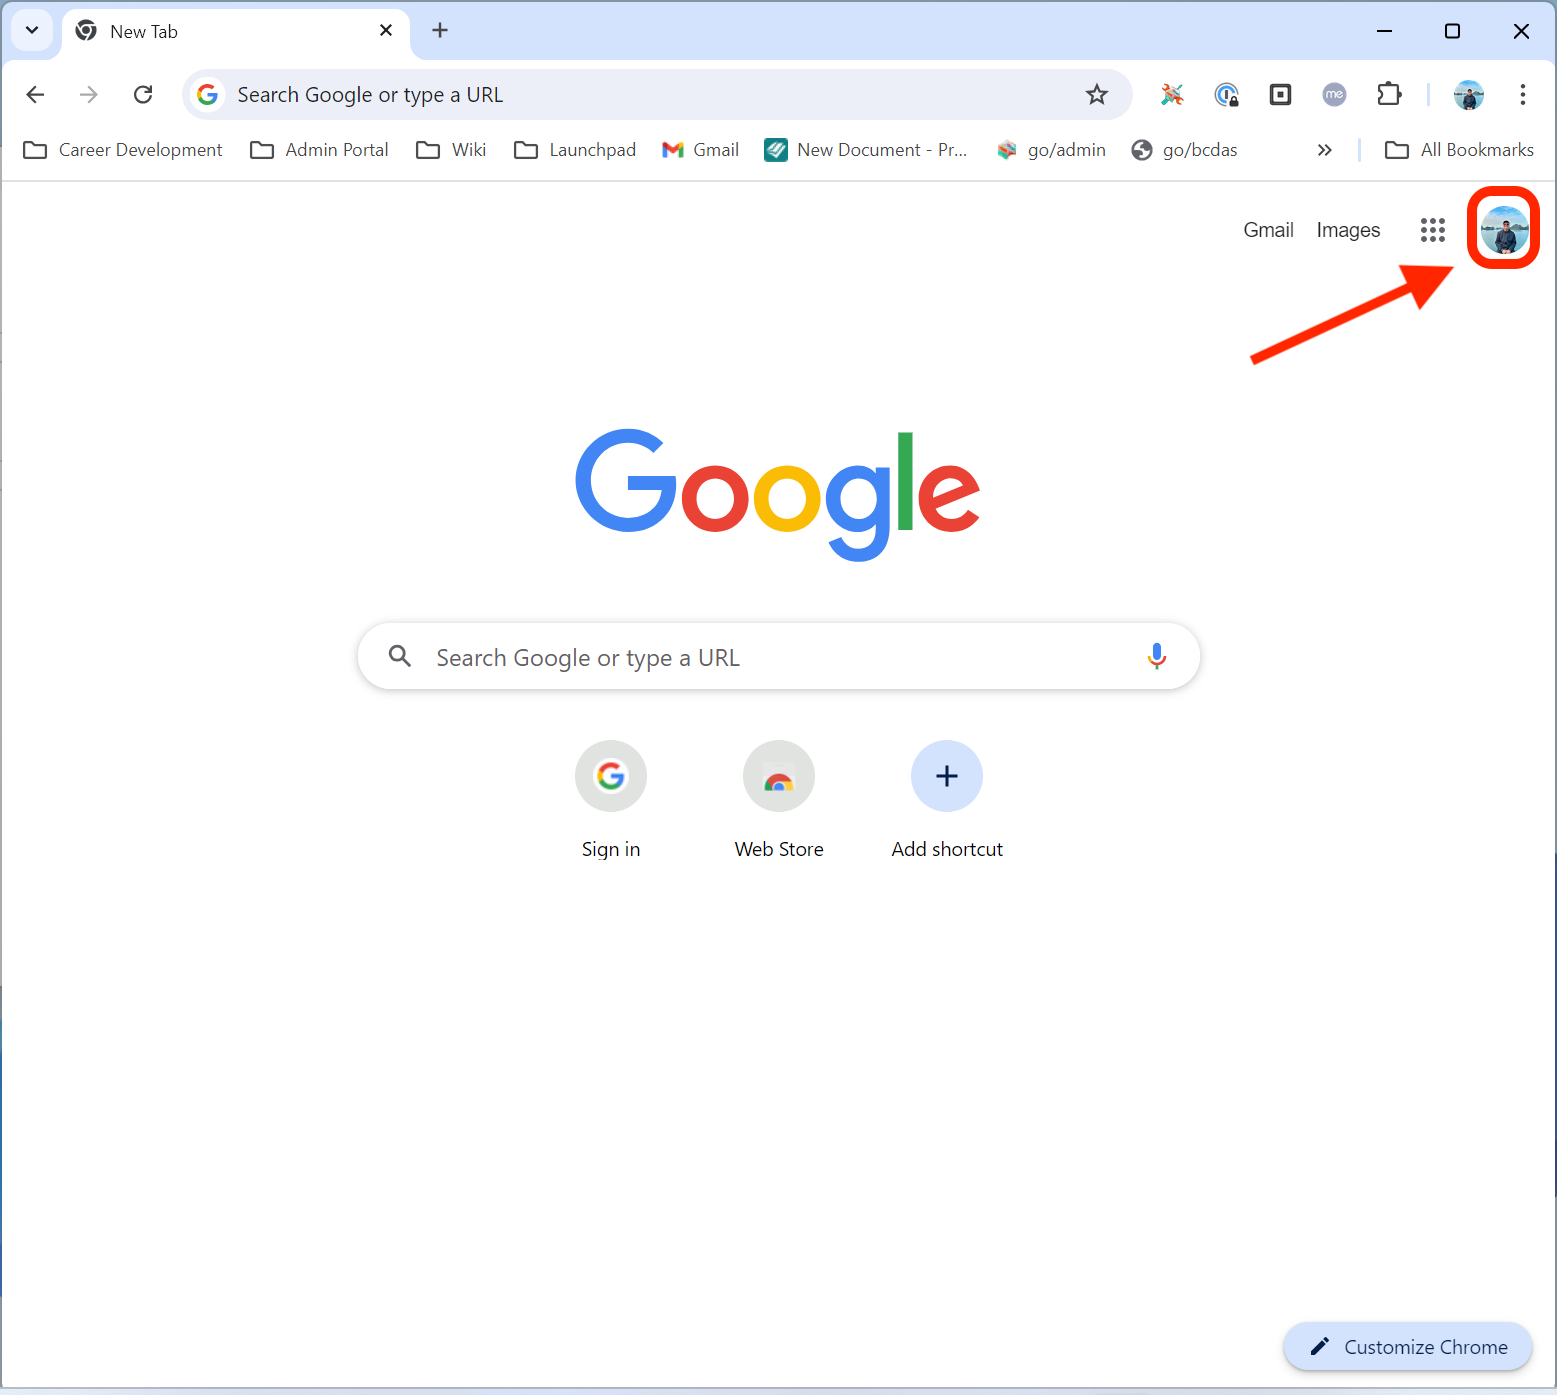 New Tab
Search Google or type a URL
me
Career Development Admin Portal Wiki Launchpad Gmail New Document - Pr... go/admin go/bcdas » All Bookmarks
Gmail Images
Google
Search Google or type a URL
Sign in Web Store Add shortcut
Customize Chrome